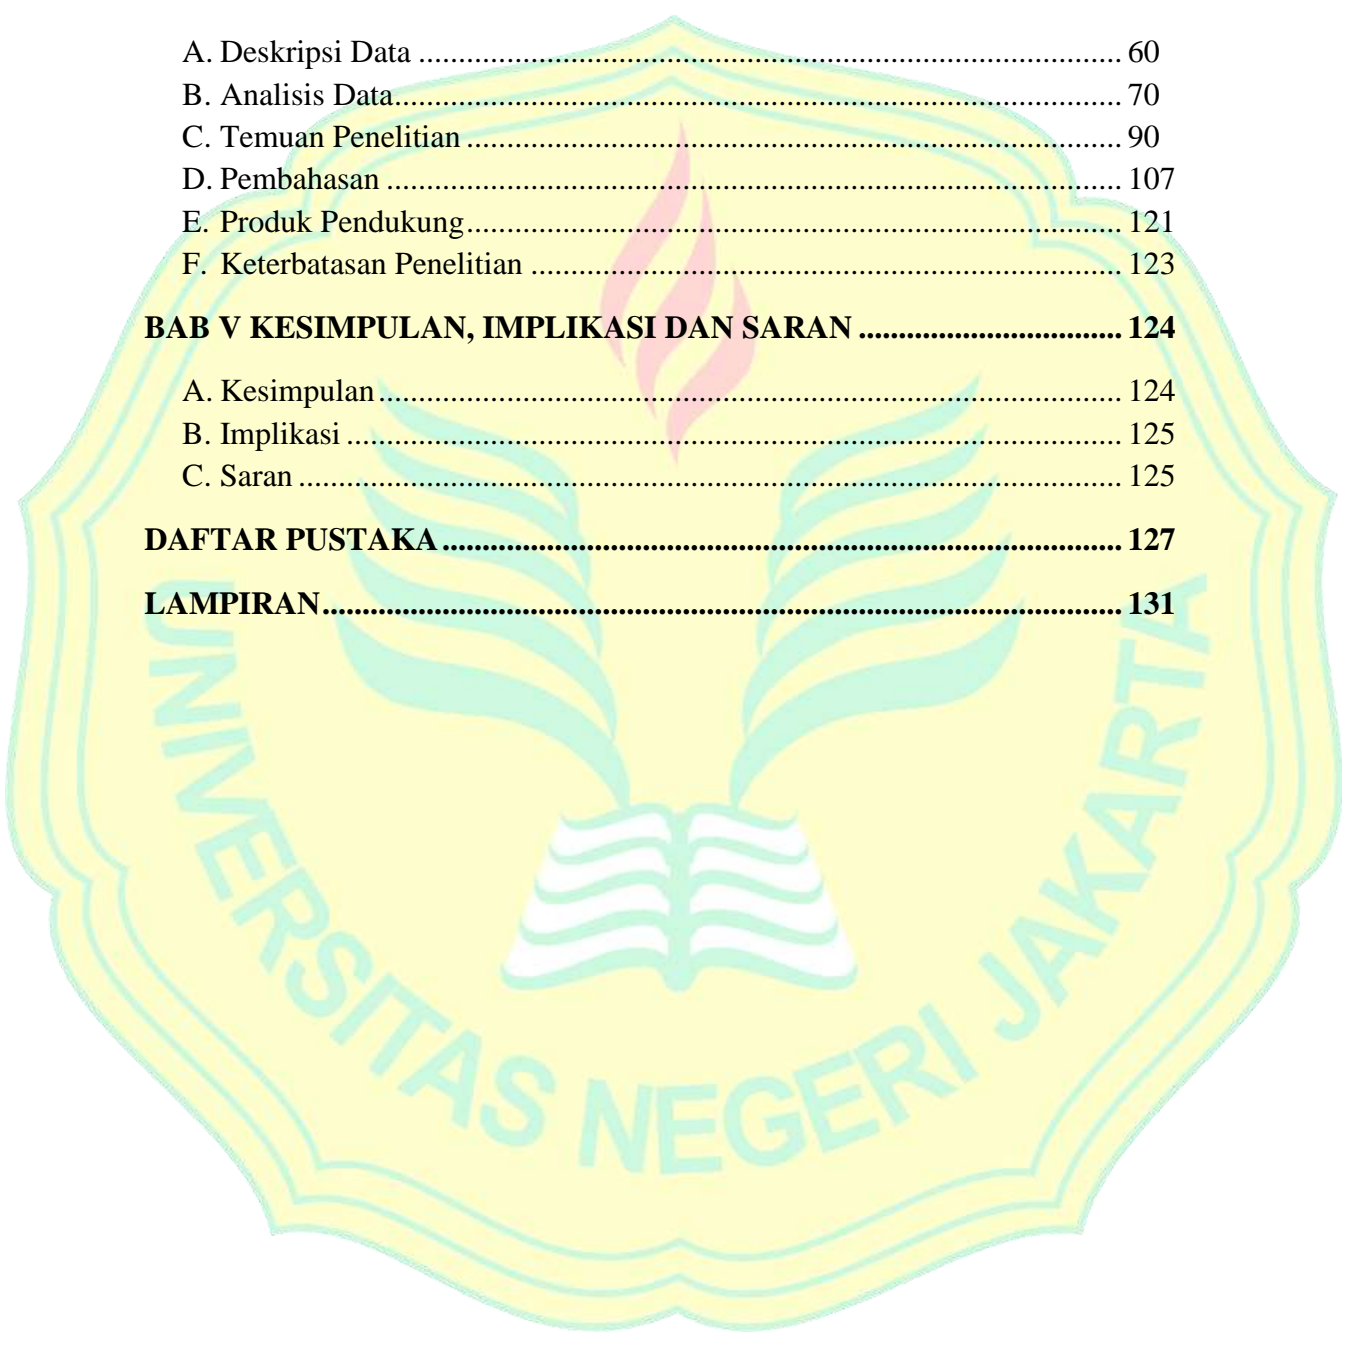 A. Deskripsi Data ........................................................................................ 60
B. Analisis Data........................................................................................... 70
C. Temuan Penelitian .................................................................................. 90
D. Pembahasan ............................................................................................ 107
E. Produk Pendukung.................................................................................. 121
F. Keterbatasan Penelitian .......................................................................... 123
BAB V KESIMPULAN, IMPLIKASI DAN SARAN ................................. 124
A. Kesimpulan ............................................................................................. 124
B. Implikasi ................................................................................................. 125
C. Saran ....................................................................................................... 125
DAFTAR PUSTAKA ..................................................................................... 127
LAMPIRAN.................................................................................................... 131
UNIVERSITAS NEGERI JAKARTA